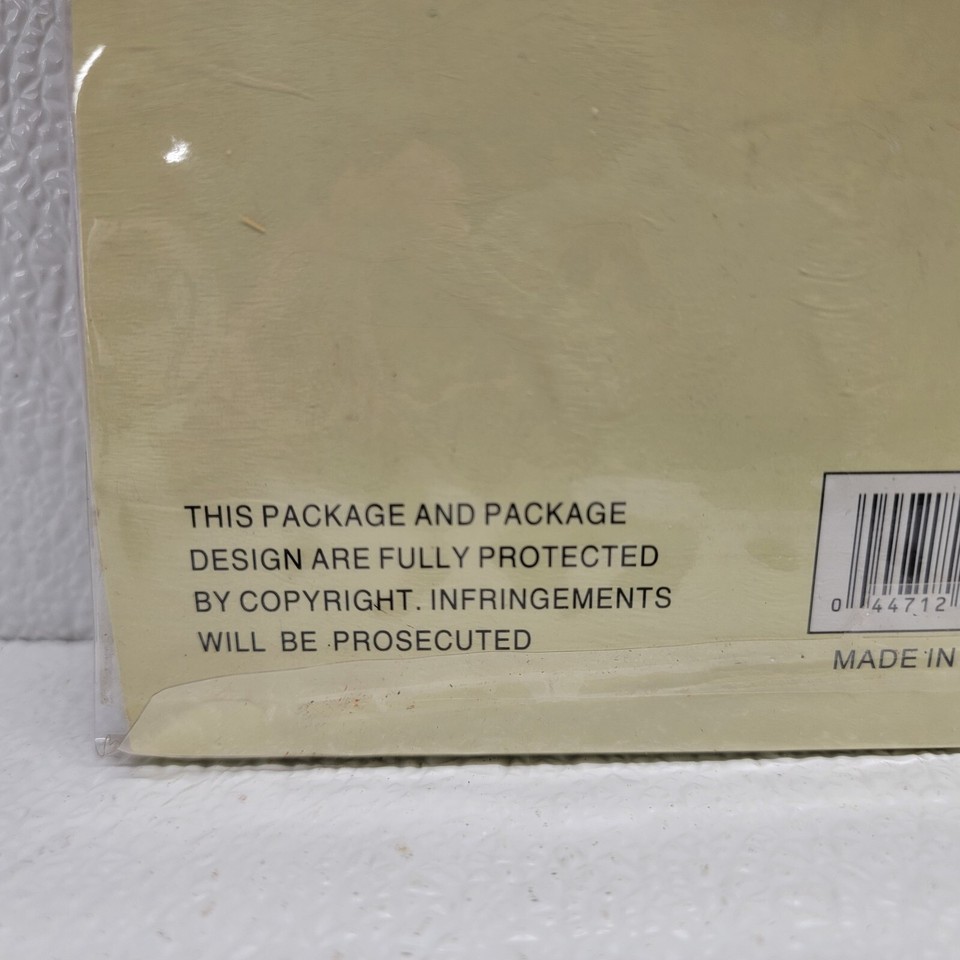 THIS PACKAGE AND PACKAGE
DESIGN ARE FULLY PROTECTED
BY COPYRIGHT. INFRINGEMENTS
WILL BE PROSECUTED
0 44712
MADE IN